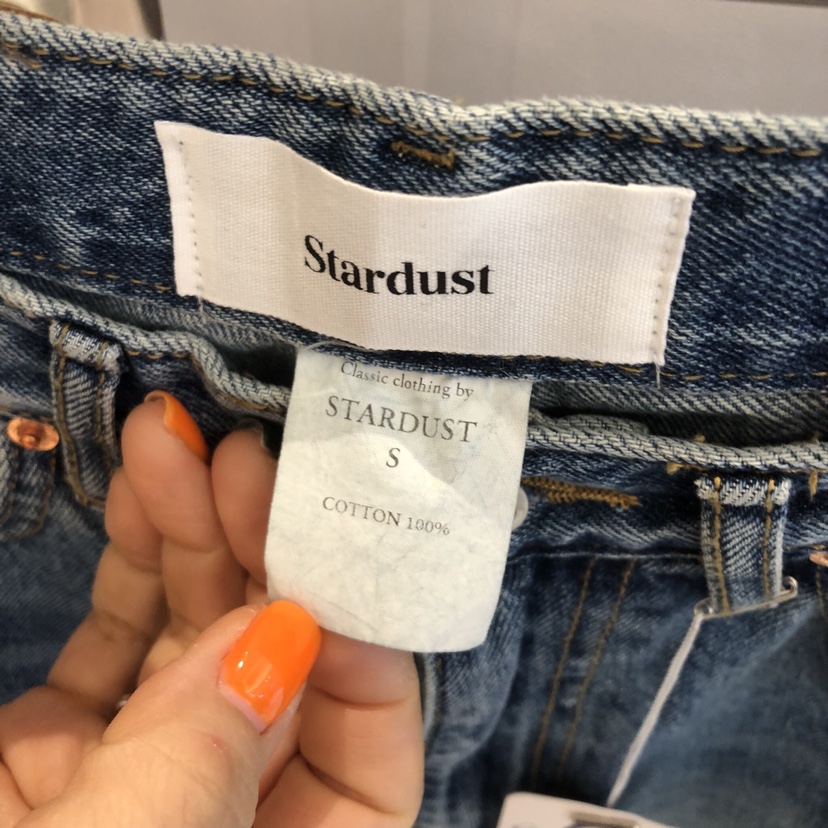 Stardust
Classic clothing by
STARDUST
S
COTTON 100%